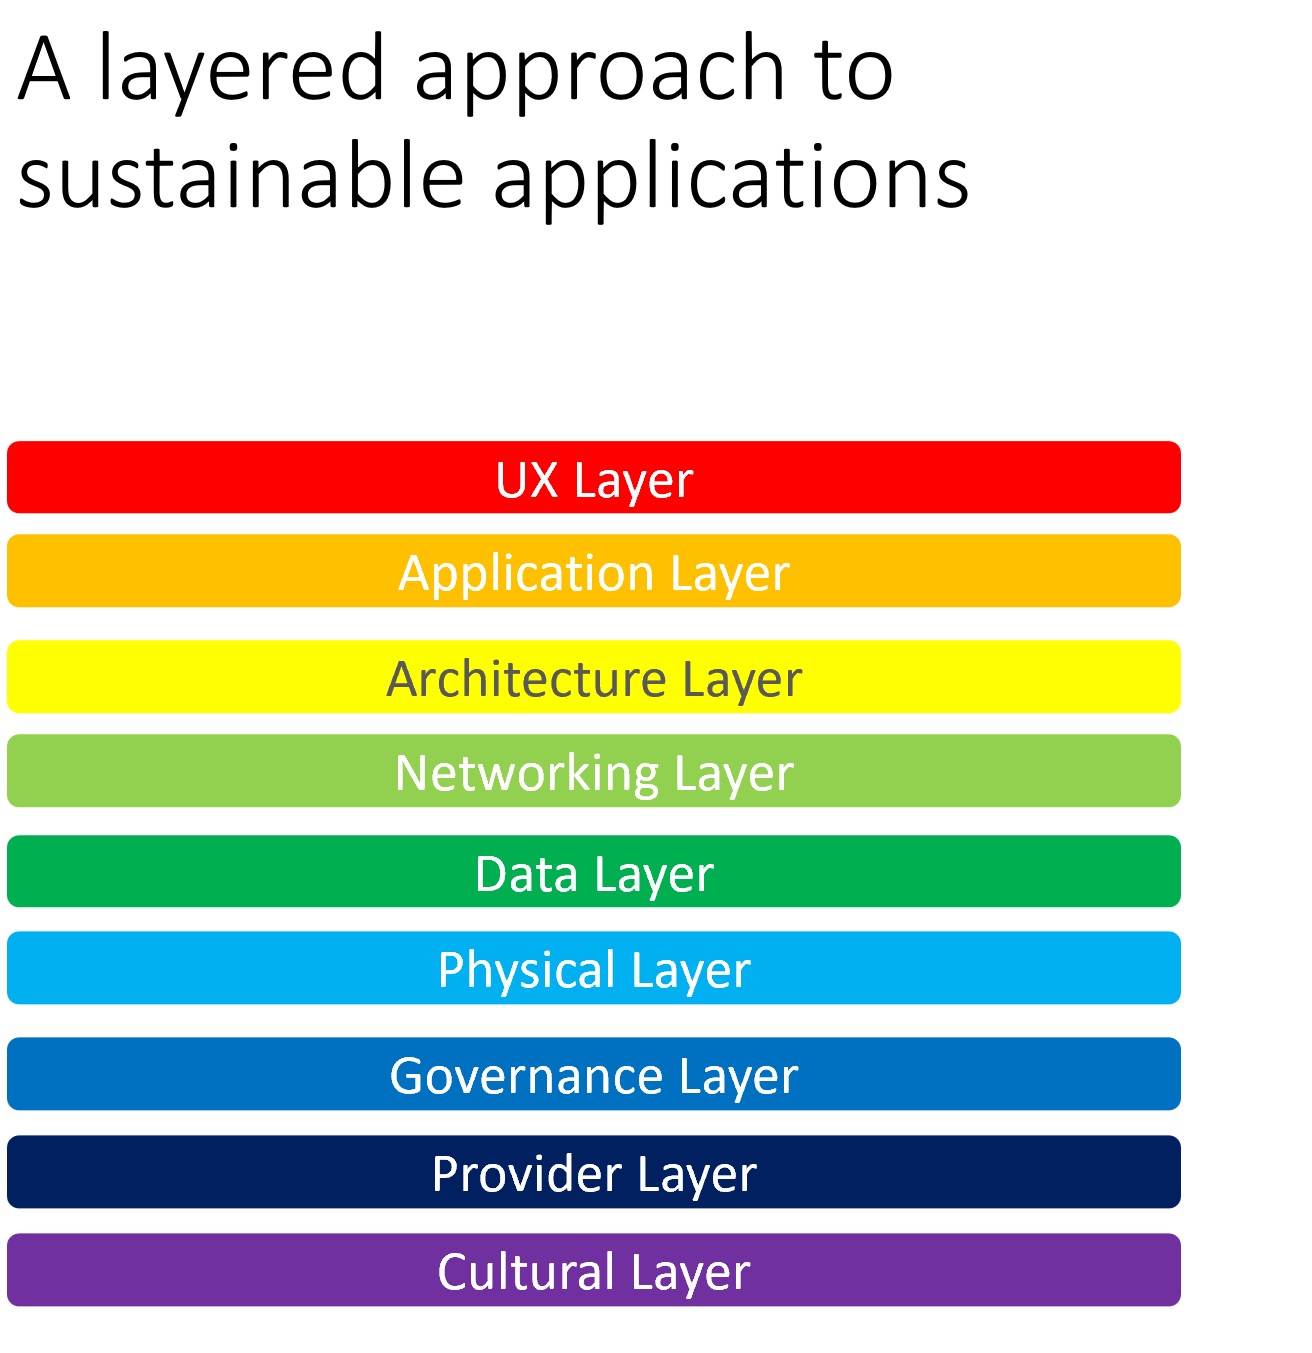 A layered approach to
sustainable applications
UX Layer
Application Layer
Architecture Layer
Networking Layer
Data Layer
Physical Layer
Governance Layer
Provider Layer
Cultural Layer